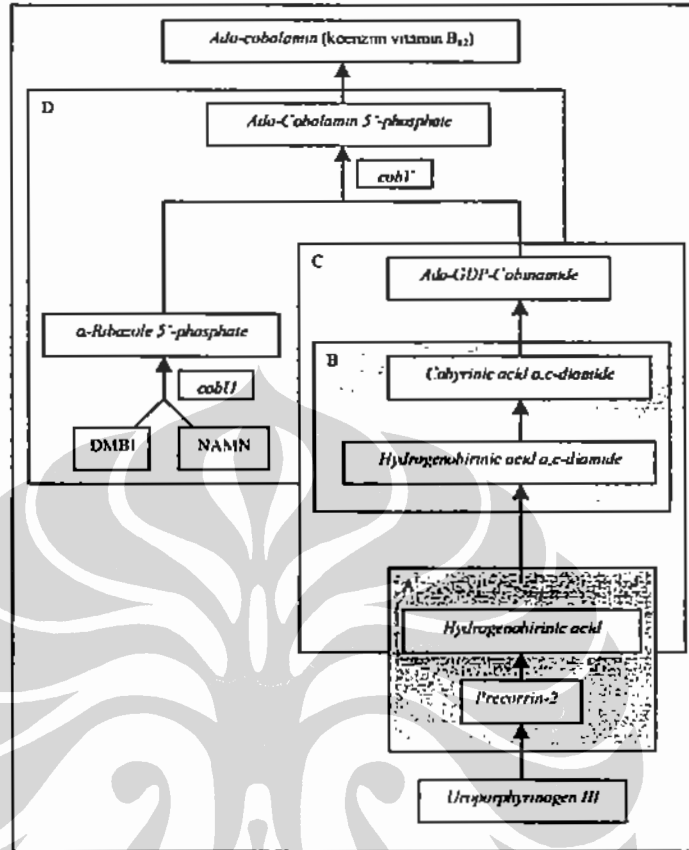 Ado-cobalamin (koenzim vitamin B₁₂)
D
Ado-Cobalamin 5'-phosphate
cobV
C
Ado-GDP-Cobinamide
α-Ribazole 5'-phosphate
B
Cobyrinic acid a,c-diamide
cobU
DMBI
NAMN
Hydrogenobirinic acid a,c-diamide
A
Hydrogenobirinic acid
Precorrin-2
Uroporphyrinogen III